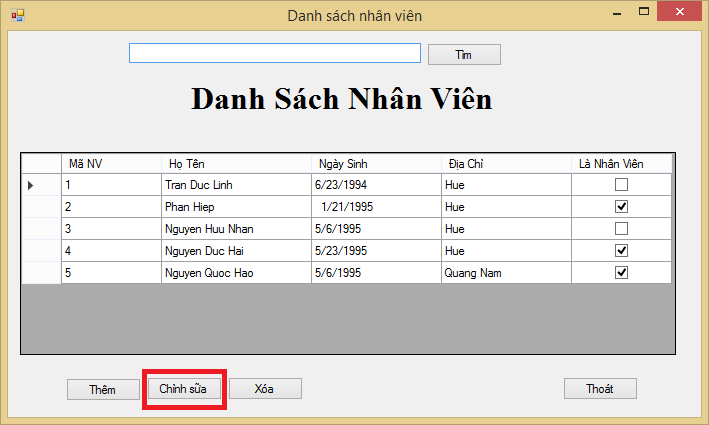 Danh sách nhân viên
Tìm
Danh Sách Nhân Viên
Mã NV Họ Tên Ngày Sinh Địa Chỉ Là Nhân Viên
1 Tran Duc Linh 6/23/1994 Hue
2 Phan Hiep 1/21/1995 Hue
3 Nguyen Huu Nhan 5/6/1995 Hue
4 Nguyen Duc Hai 5/23/1995 Hue
5 Nguyen Quoc Hao 5/6/1995 Quang Nam
Thêm Chỉnh sữa Xóa Thoát